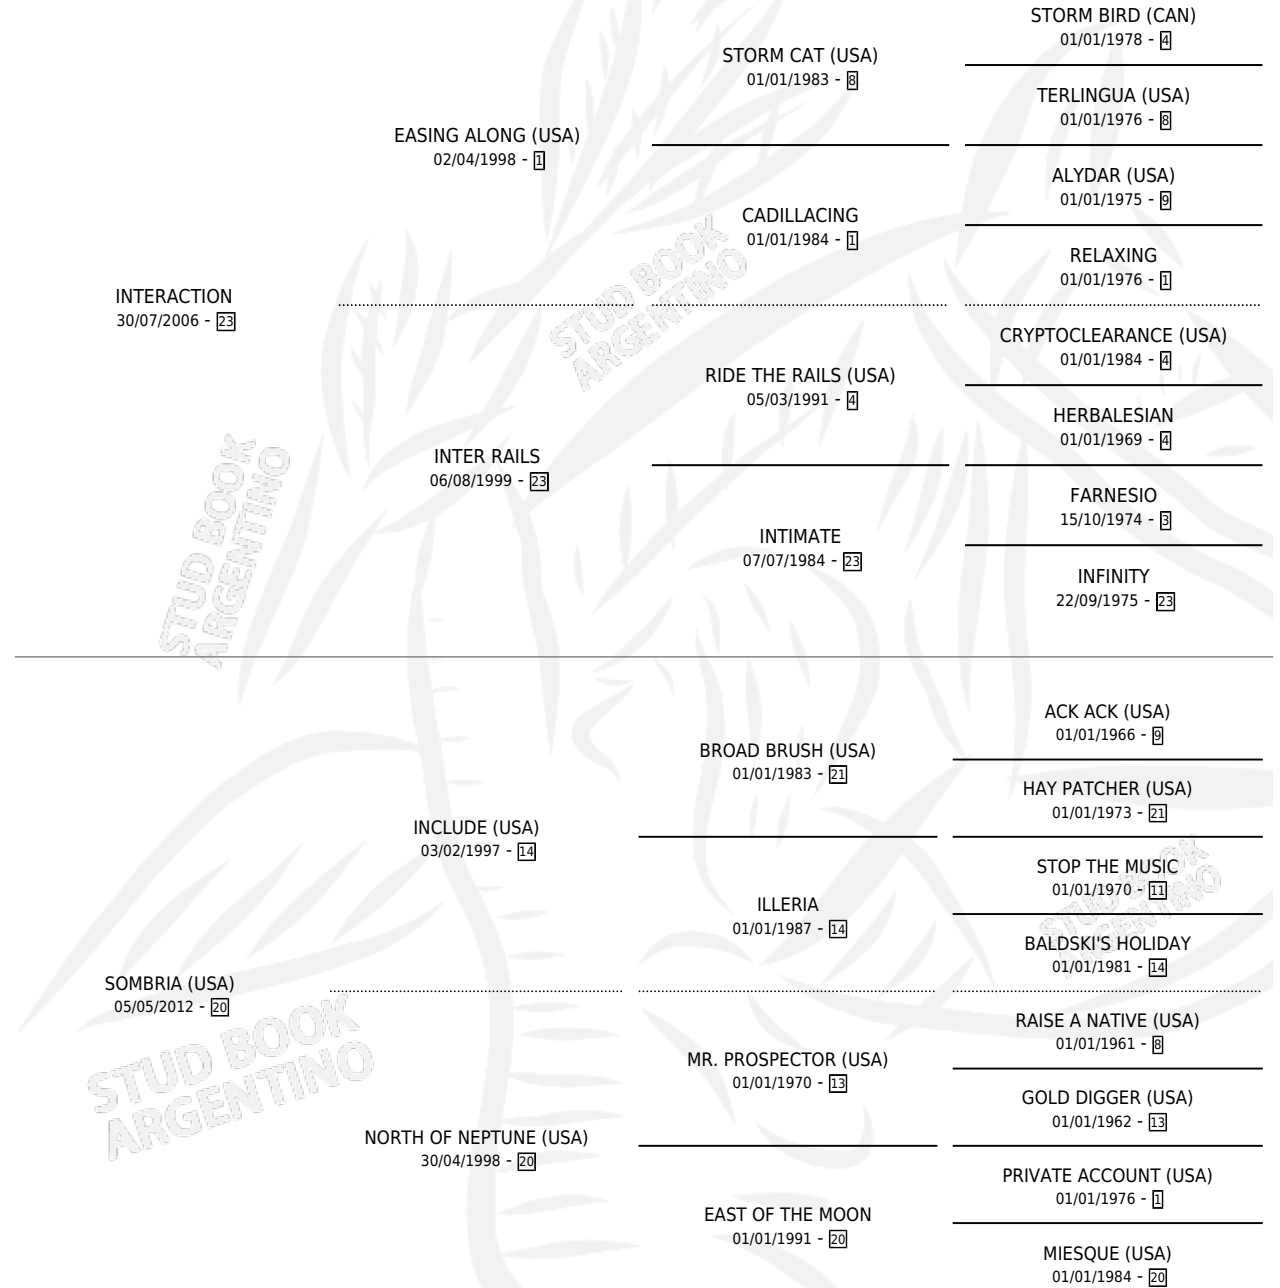 STORM BIRD (CAN)
01/01/1978 - 4
STORM CAT (USA)
01/01/1983 - 8
TERLINGUA (USA)
01/01/1976 - 8
EASING ALONG (USA)
02/04/1998 - 1
ALYDAR (USA)
01/01/1975 - 9
CADILLACING
01/01/1984 - 1
RELAXING
01/01/1976 - 1
INTERACTION
30/07/2006 - 23
STUD BOOK
ARGENTINO
CRYPTOCLEARANCE (USA)
01/01/1984 - 4
RIDE THE RAILS (USA)
05/03/1991 - 4
HERBALESIAN
01/01/1969 - 4
INTER RAILS
06/08/1999 - 23
FARNESIO
15/10/1974 - 3
INTIMATE
07/07/1984 - 23
INFINITY
22/09/1975 - 23
STUD BOOK
ARGENTINO
ACK ACK (USA)
01/01/1966 - 9
BROAD BRUSH (USA)
01/01/1983 - 21
HAY PATCHER (USA)
01/01/1973 - 21
INCLUDE (USA)
03/02/1997 - 14
STOP THE MUSIC
01/01/1970 - 11
ILLERIA
01/01/1987 - 14
BALDSKI'S HOLIDAY
01/01/1981 - 14
STUD BOOK
ARGENTINO
SOMBRIA (USA)
05/05/2012 - 20
RAISE A NATIVE (USA)
01/01/1961 - 8
MR. PROSPECTOR (USA)
01/01/1970 - 13
GOLD DIGGER (USA)
01/01/1962 - 13
STUD BOOK
ARGENTINO
NORTH OF NEPTUNE (USA)
30/04/1998 - 20
PRIVATE ACCOUNT (USA)
01/01/1976 - 1
EAST OF THE MOON
01/01/1991 - 20
MIESQUE (USA)
01/01/1984 - 20